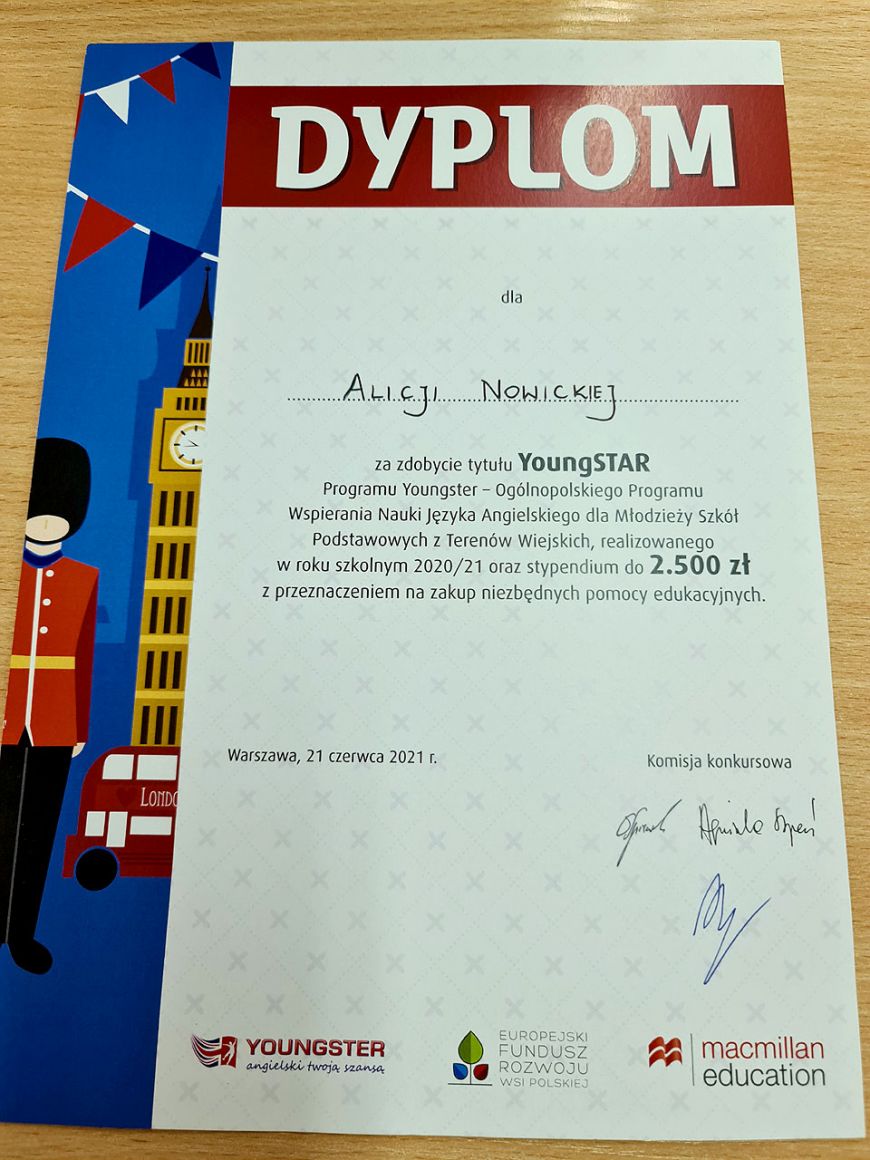 DYPLOM
dla
ALICJI NOWICKIEJ
za zdobycie tytułu YoungSTAR
Programu Youngster – Ogólnopolskiego Programu
Wspierania Nauki Języka Angielskiego dla Młodzieży Szkół
Podstawowych z Terenów Wiejskich, realizowanego
w roku szkolnym 2020/21 oraz stypendium do 2.500 zł
z przeznaczeniem na zakup niezbędnych pomocy edukacyjnych.
Warszawa, 21 czerwca 2021 r.
Komisja konkursowa
LONDO
YOUNGSTER
angielski twoją szansą
EUROPEJSKI
FUNDUSZ
ROZWOJU
WSI POLSKIEJ
macmillan
education